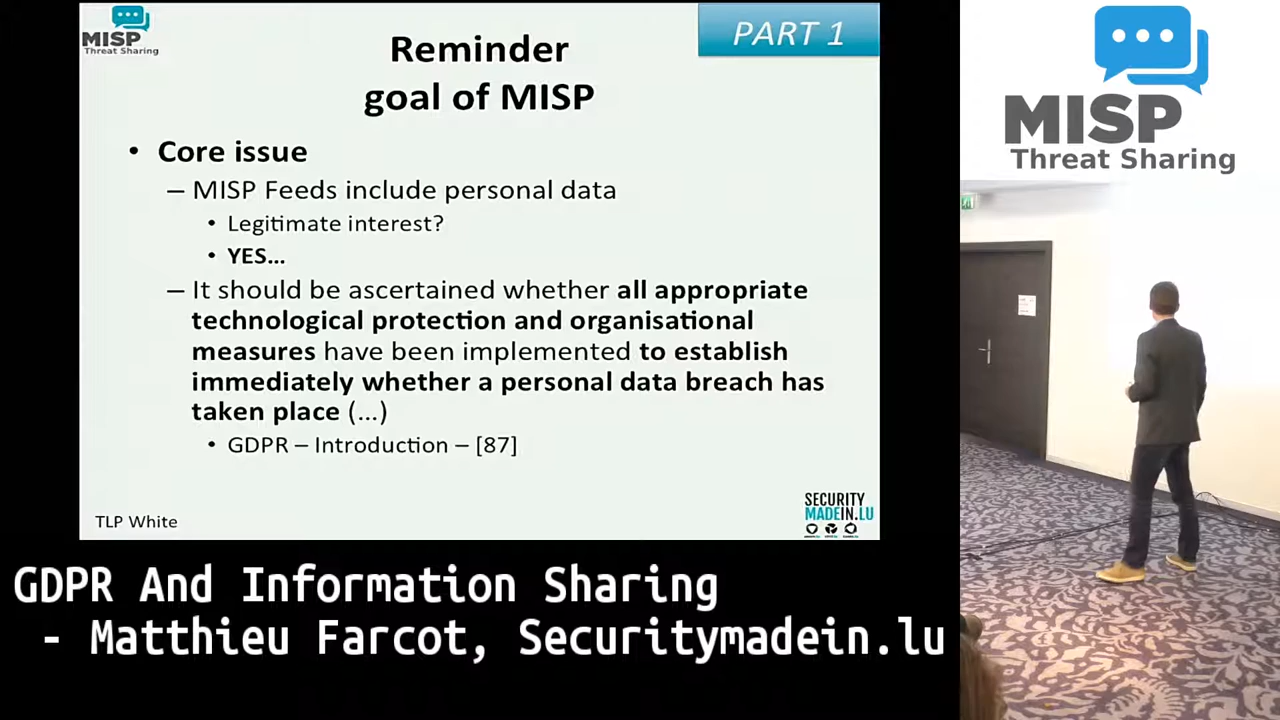 MISP
Threat Sharing
PART 1
Reminder
goal of MISP
• Core issue
– MISP Feeds include personal data
• Legitimate interest?
• YES...
– It should be ascertained whether all appropriate
technological protection and organisational
measures have been implemented to establish
immediately whether a personal data breach has
taken place (...)
• GDPR – Introduction – [87]
TLP White
SECURITY
MADEIN.LU
GDPR And Information Sharing
- Matthieu Farcot, Securitymadein.lu
MISP
Threat Sharing